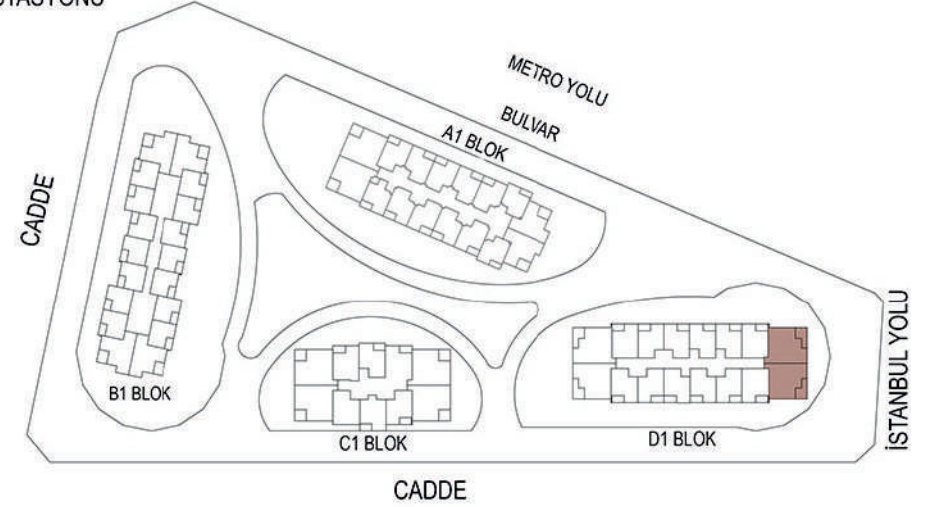 METRO YOLU
BULVAR
A1 BLOK
CADDE
İSTANBUL YOLU
B1 BLOK
C1 BLOK
D1 BLOK
CADDE